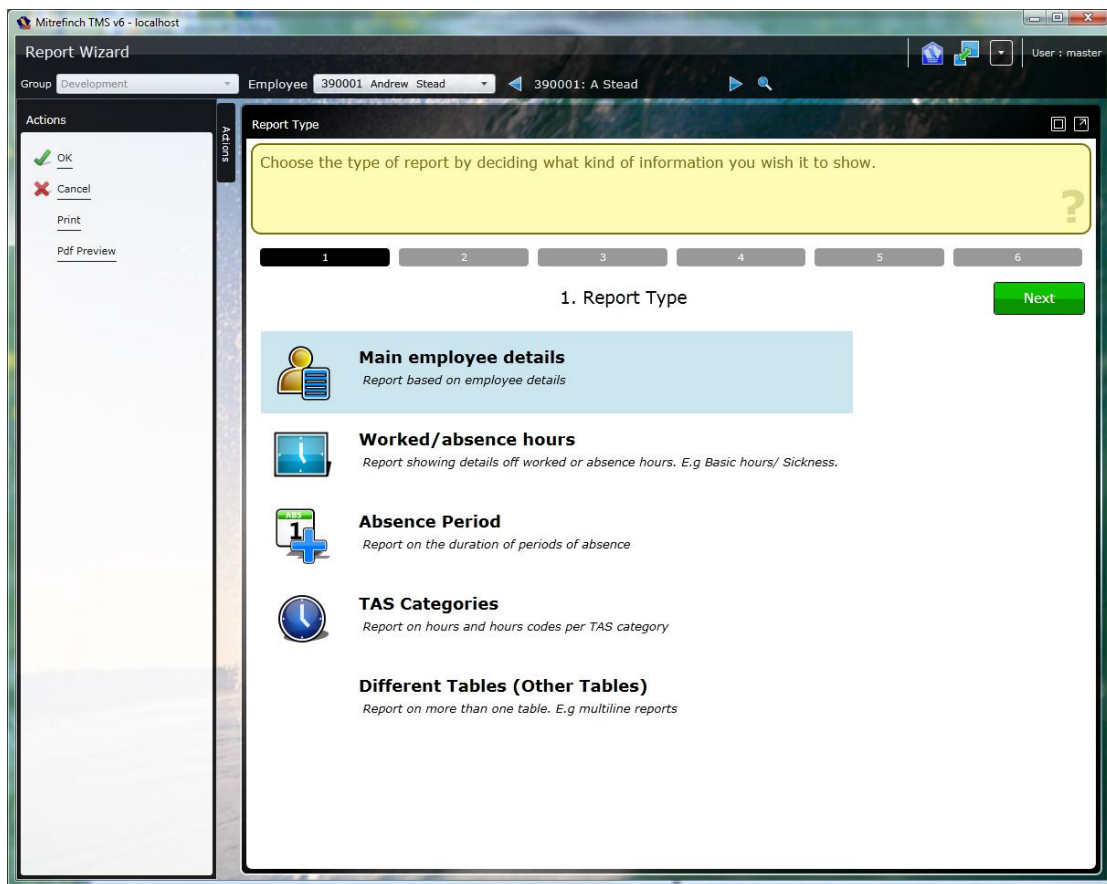 Mitrefinch TMS v6 - localhost
Report Wizard
User : master
Group Development Employee 390001 Andrew Stead 390001: A Stead
Actions
OK
Cancel
Print
Pdf Preview
Actions
Report Type
Choose the type of report by deciding what kind of information you wish it to show.
?
1 2 3 4 5 6
1. Report Type
Next
Main employee details
Report based on employee details
Worked/absence hours
Report showing details off worked or absence hours. E.g Basic hours/ Sickness.
ABS
1
Absence Period
Report on the duration of periods of absence
TAS Categories
Report on hours and hours codes per TAS category
Different Tables (Other Tables)
Report on more than one table. E.g multiline reports